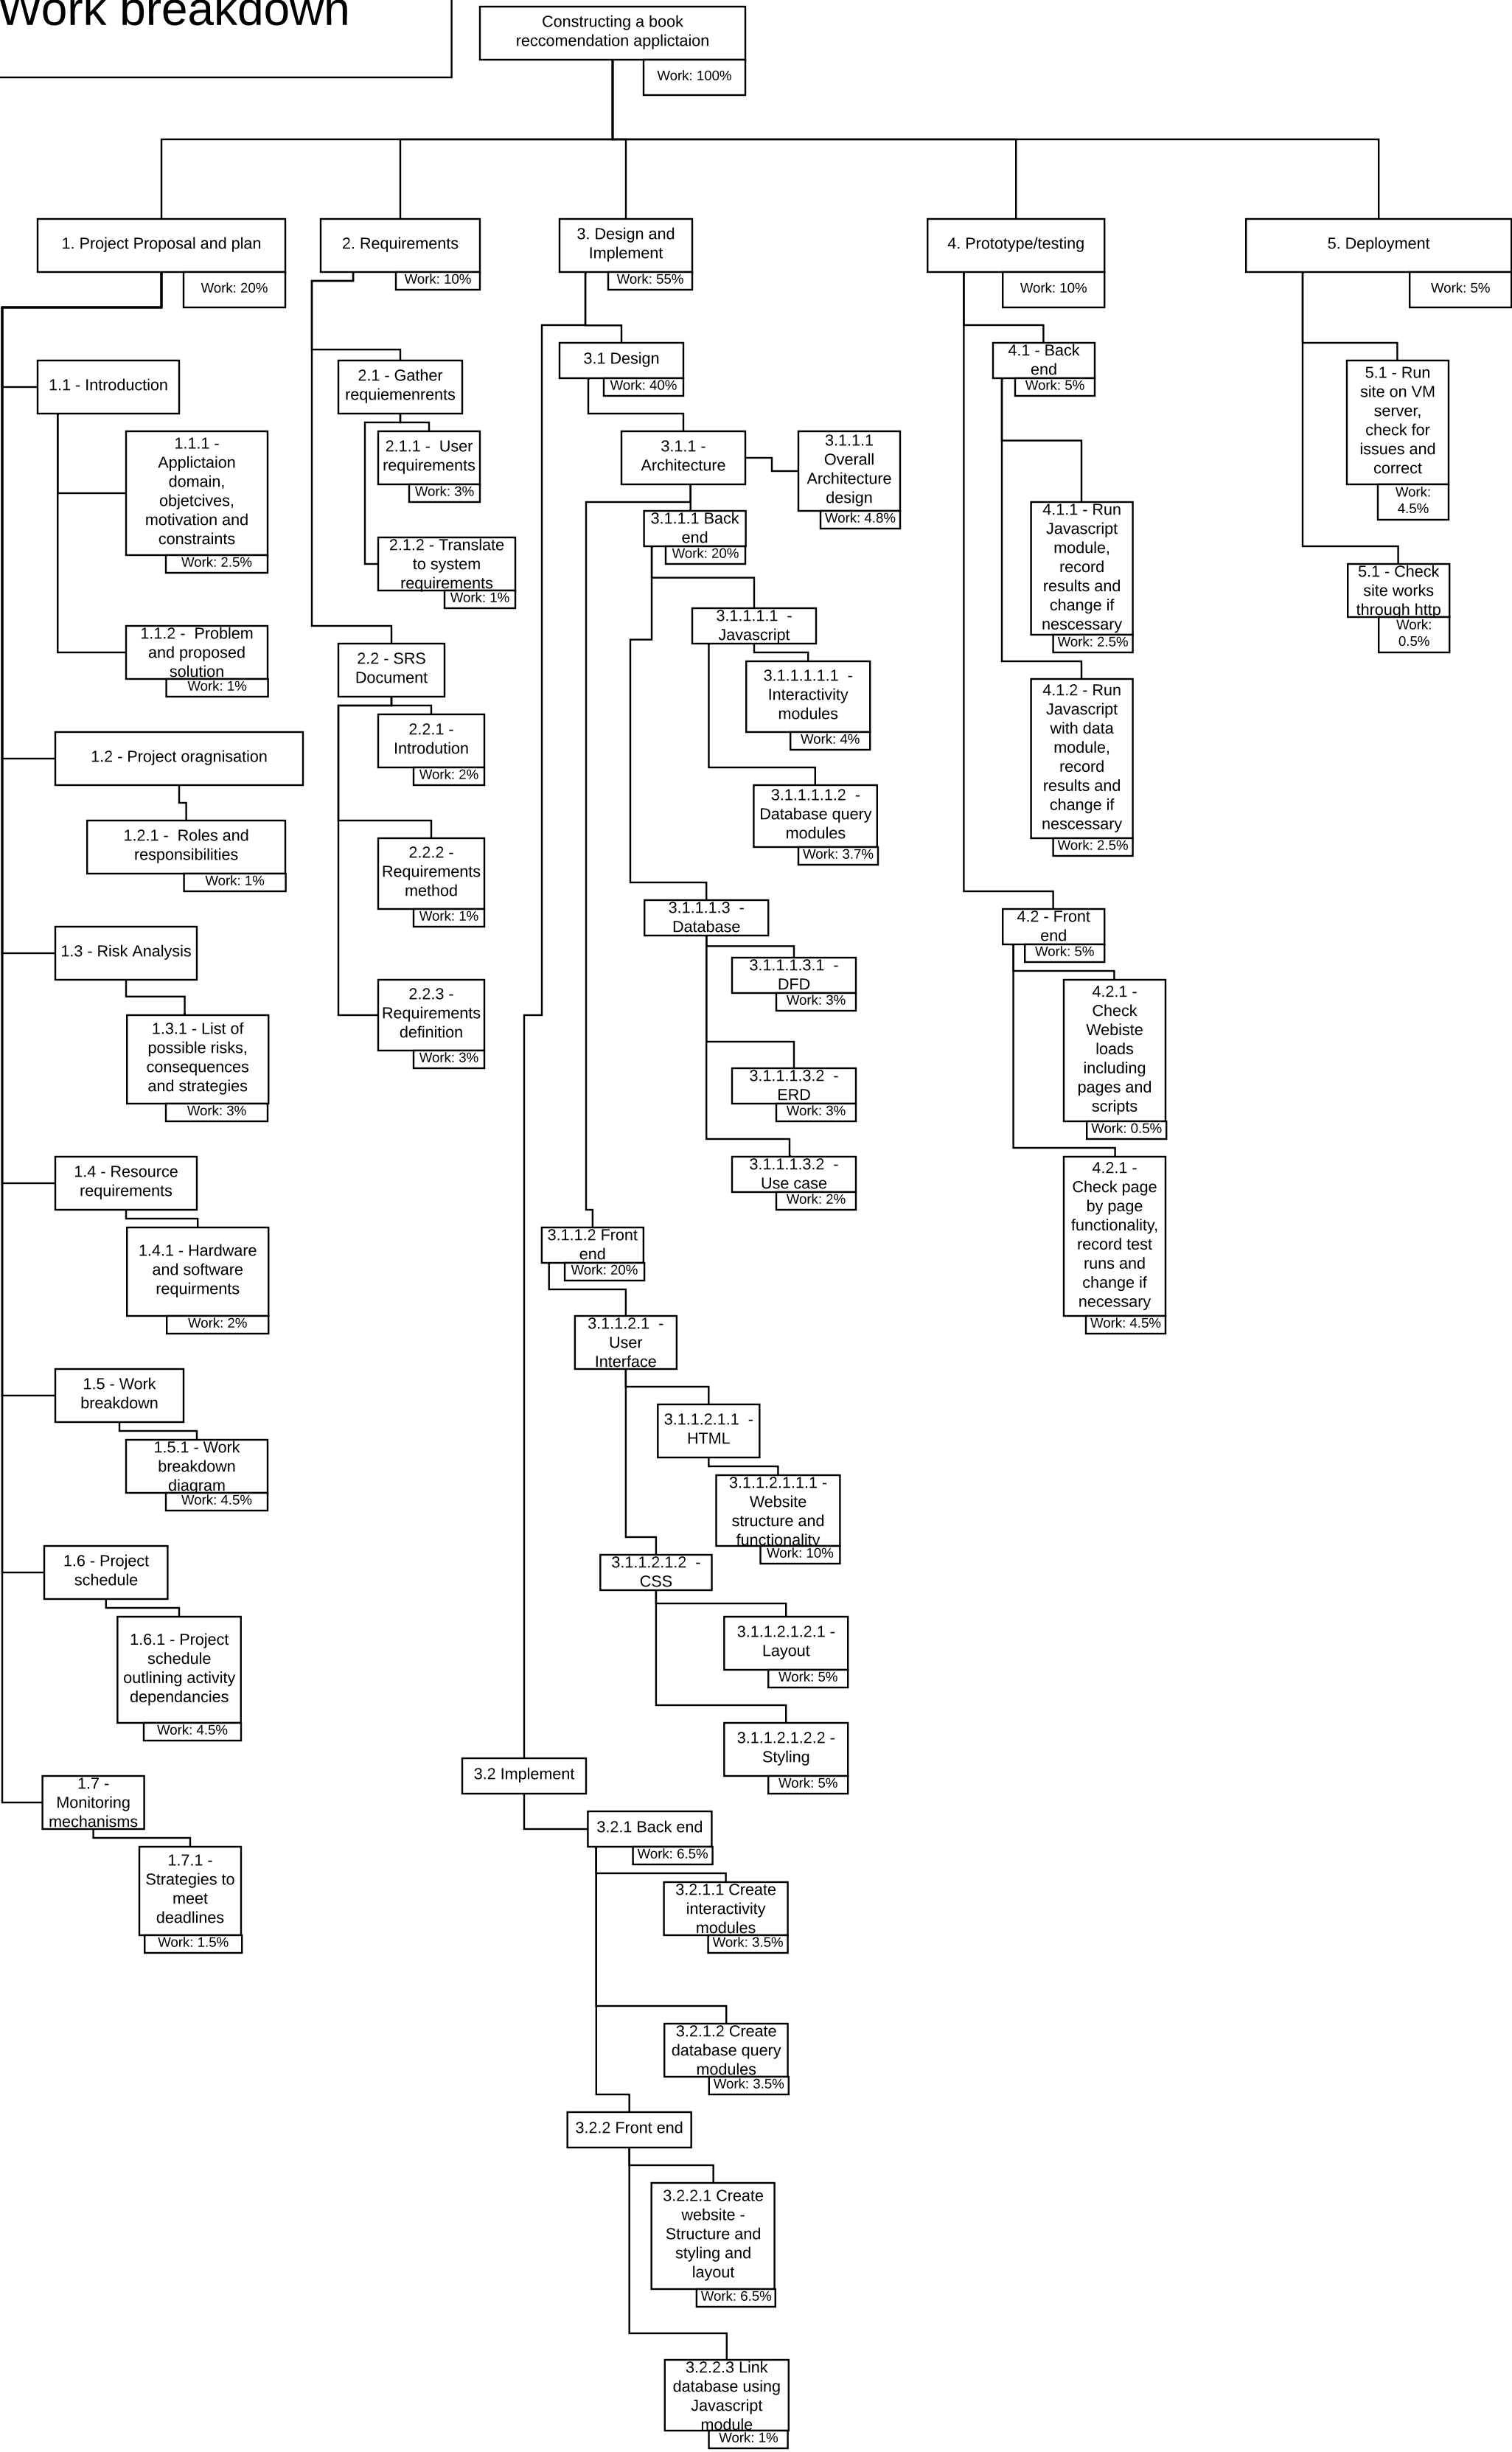 Work breakdown
Constructing a book
reccomendation applictaion
Work: 100%
1. Project Proposal and plan
Work: 20%
2. Requirements
Work: 10%
3. Design and
Implement
Work: 55%
4. Prototype/testing
Work: 10%
5. Deployment
Work: 5%
1.1 - Introduction
1.1.1 -
Applictaion
domain,
objetcives,
motivation and
constraints
Work: 2.5%
1.1.2 - Problem
and proposed
solution
Work: 1%
1.2 - Project oragnisation
1.2.1 - Roles and
responsibilities
Work: 1%
1.3 - Risk Analysis
1.3.1 - List of
possible risks,
consequences
and strategies
Work: 3%
1.4 - Resource
requirements
1.4.1 - Hardware
and software
requirments
Work: 2%
1.5 - Work
breakdown
1.5.1 - Work
breakdown
diagram
Work: 4.5%
1.6 - Project
schedule
1.6.1 - Project
schedule
outlining activity
dependancies
Work: 4.5%
1.7 -
Monitoring
mechanisms
1.7.1 -
Strategies to
meet
deadlines
Work: 1.5%
2.1 - Gather
requiemenrents
2.1.1 - User
requirements
Work: 3%
2.1.2 - Translate
to system
requirements
Work: 1%
2.2 - SRS
Document
2.2.1 -
Introdution
Work: 2%
2.2.2 -
Requirements
method
Work: 1%
2.2.3 -
Requirements
definition
Work: 3%
3.1 Design
Work: 40%
3.1.1 -
Architecture
3.1.1.1
Overall
Architecture
design
Work: 4.8%
3.1.1.1 Back
end
Work: 20%
3.1.1.1.1 -
Javascript
3.1.1.1.1.1 -
Interactivity
modules
Work: 4%
3.1.1.1.1.2 -
Database query
modules
Work: 3.7%
3.1.1.1.3 -
Database
3.1.1.1.3.1 -
DFD
Work: 3%
3.1.1.1.3.2 -
ERD
Work: 3%
3.1.1.1.3.2 -
Use case
Work: 2%
3.1.1.2 Front
end
Work: 20%
3.1.1.2.1 -
User
Interface
3.1.1.2.1.1 -
HTML
3.1.1.2.1.1.1 -
Website
structure and
functionality
Work: 10%
3.1.1.2.1.2 -
CSS
3.1.1.2.1.2.1 -
Layout
Work: 5%
3.1.1.2.1.2.2 -
Styling
Work: 5%
3.2 Implement
3.2.1 Back end
Work: 6.5%
3.2.1.1 Create
interactivity
modules
Work: 3.5%
3.2.1.2 Create
database query
modules
Work: 3.5%
3.2.2 Front end
3.2.2.1 Create
website -
Structure and
styling and
layout
Work: 6.5%
3.2.2.3 Link
database using
Javascript
module
Work: 1%
4.1 - Back
end
Work: 5%
4.1.1 - Run
Javascript
module,
record
results and
change if
nescessary
Work: 2.5%
4.1.2 - Run
Javascript
with data
module,
record
results and
change if
nescessary
Work: 2.5%
4.2 - Front
end
Work: 5%
4.2.1 -
Check
Webiste
loads
including
pages and
scripts
Work: 0.5%
4.2.1 -
Check page
by page
functionality,
record test
runs and
change if
necessary
Work: 4.5%
5.1 - Run
site on VM
server,
check for
issues and
correct
Work:
4.5%
5.1 - Check
site works
through http
Work:
0.5%